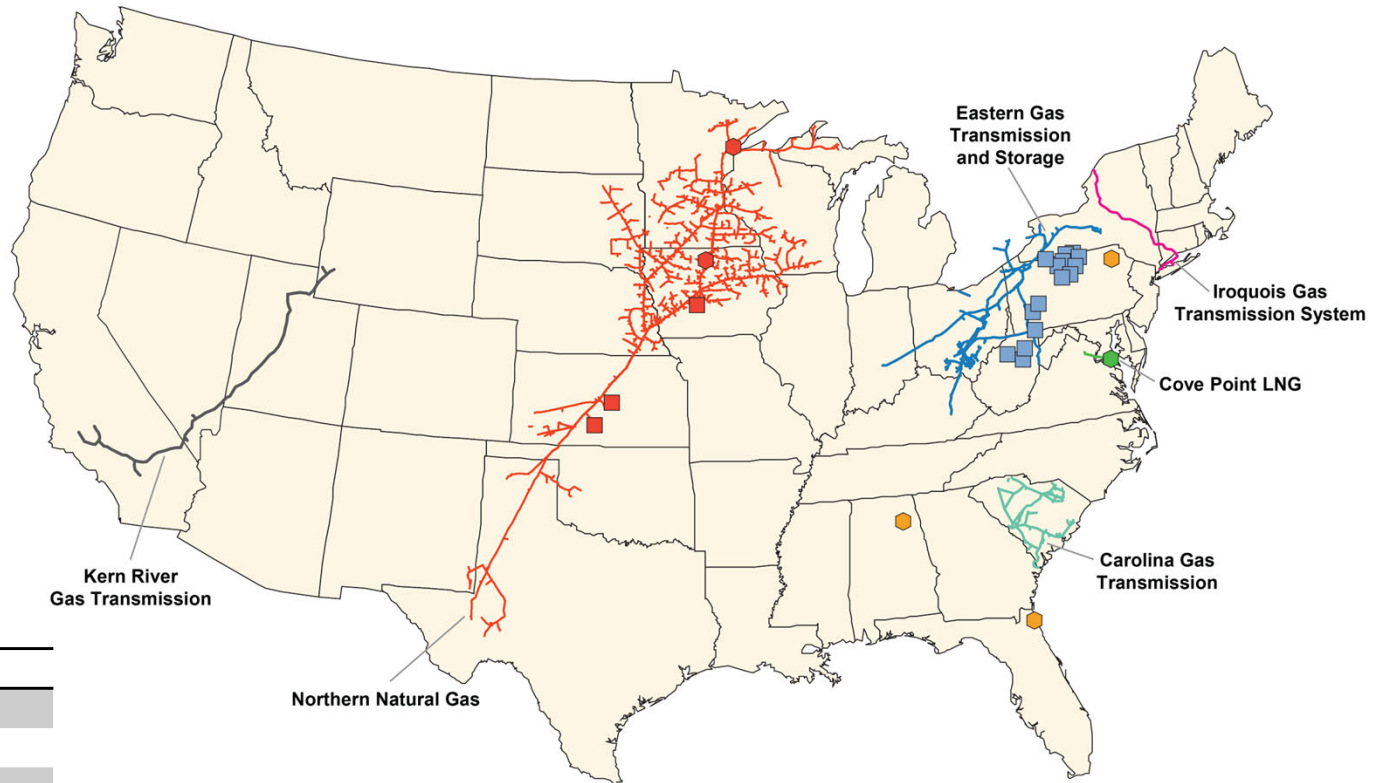 Eastern Gas
Transmission
and Storage
Iroquois Gas
Transmission System
Cove Point LNG
Carolina Gas
Transmission
Kern River
Gas Transmission
Northern Natural Gas